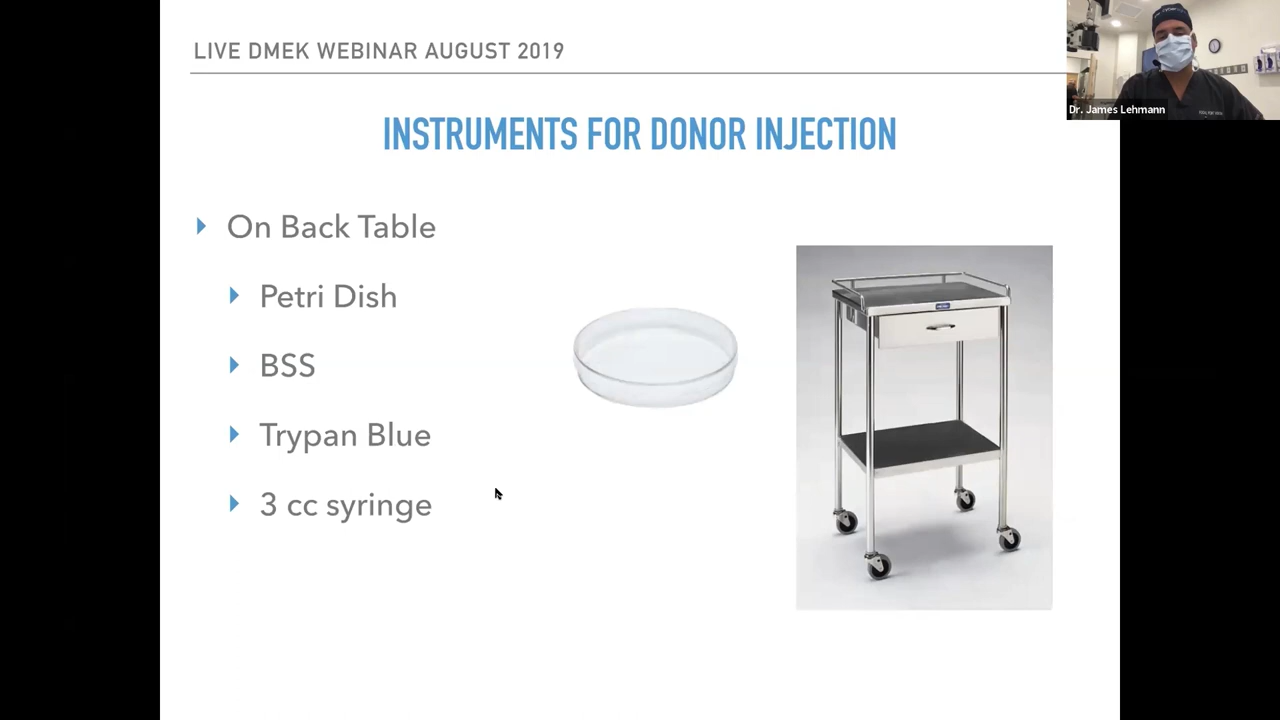 LIVE DMEK WEBINAR AUGUST 2019
Dr. James Lehmann
INSTRUMENTS FOR DONOR INJECTION
On Back Table
Petri Dish
BSS
Trypan Blue
3 cc syringe